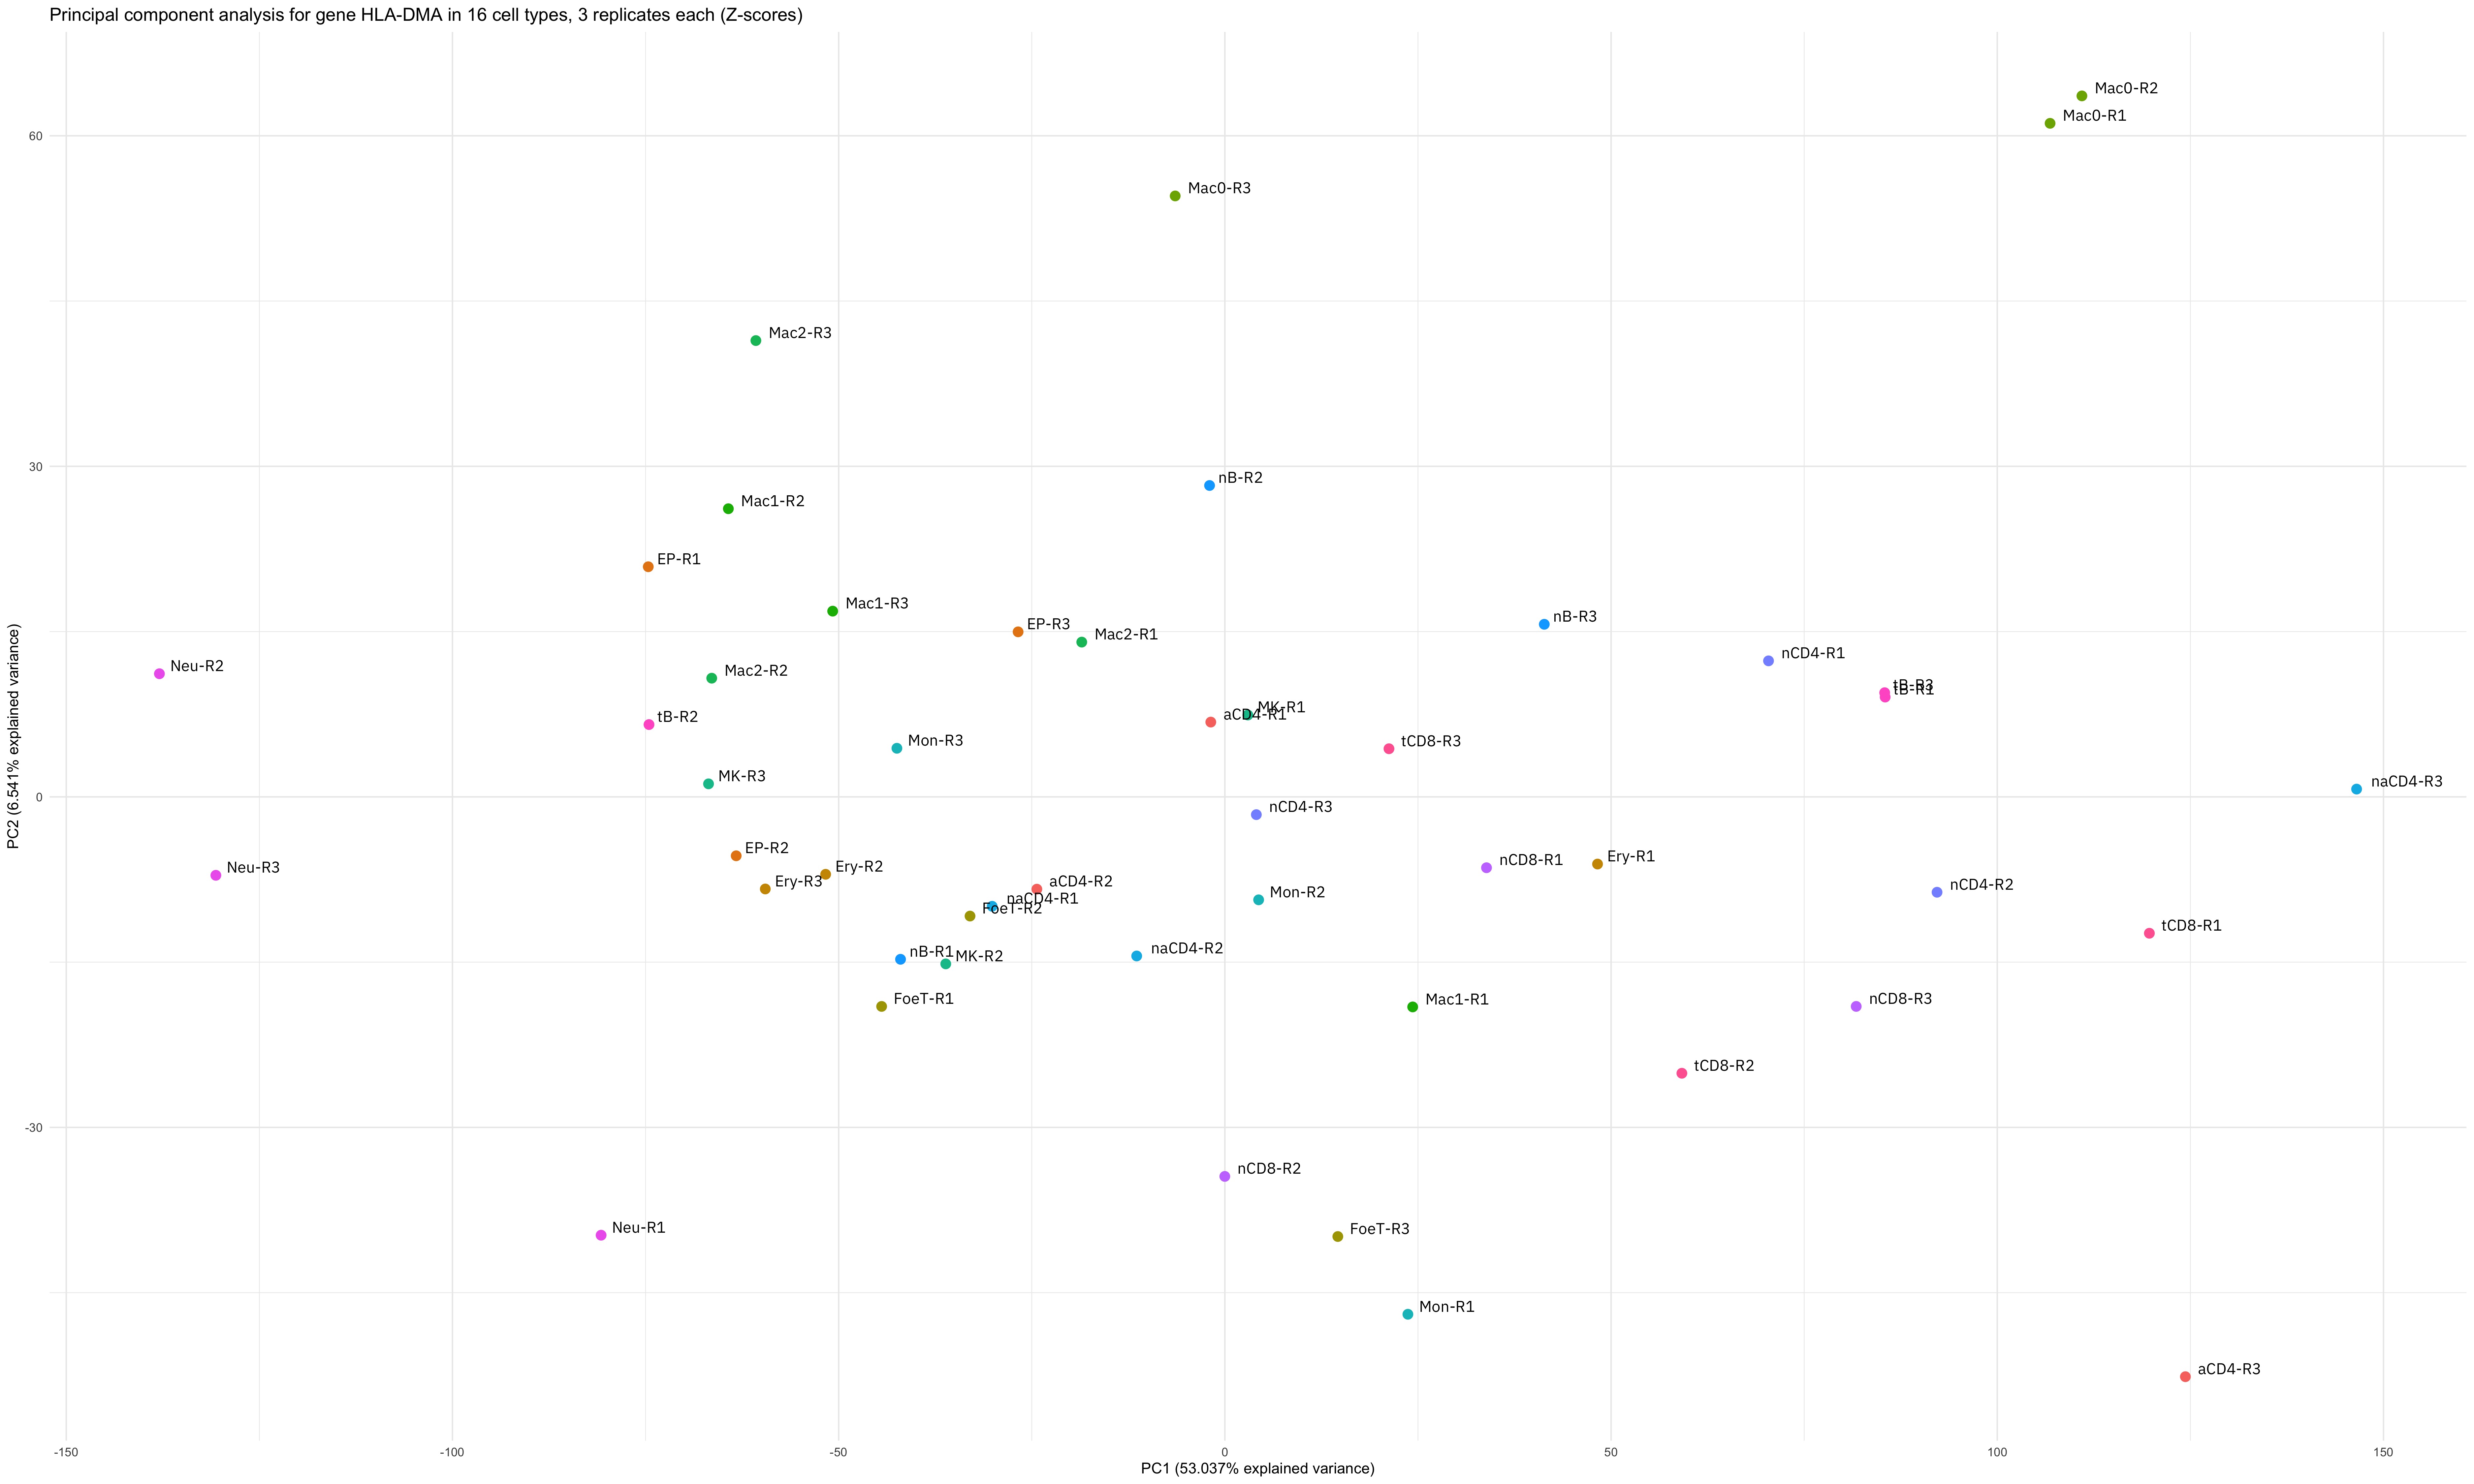 Principal component analysis for gene HLA-DMA in 16 cell types, 3 replicates each (Z-scores)
Mac0-R2
Mac0-R1
60
Mac0-R3
Mac2-R3
30
nB-R2
Mac1-R2
EP-R1
Mac1-R3
nB-R3
EP-R3
Mac2-R1
nCD4-R1
Neu-R2
Mac2-R2
tB-R3
tB-R1
tB-R2
MK-R1
aCD4-R1
Mon-R3
tCD8-R3
MK-R3
naCD4-R3
0
nCD4-R3
PC2 (6.541% explained variance)
EP-R2
Ery-R1
nCD8-R1
Ery-R2
Neu-R3
Ery-R3
aCD4-R2
nCD4-R2
Mon-R2
naCD4-R1
FoeT-R2
tCD8-R1
naCD4-R2
nB-R1
MK-R2
FoeT-R1
Mac1-R1
nCD8-R3
tCD8-R2
-30
nCD8-R2
Neu-R1
FoeT-R3
Mon-R1
aCD4-R3
-150
-100
-50
0
50
100
150
PC1 (53.037% explained variance)